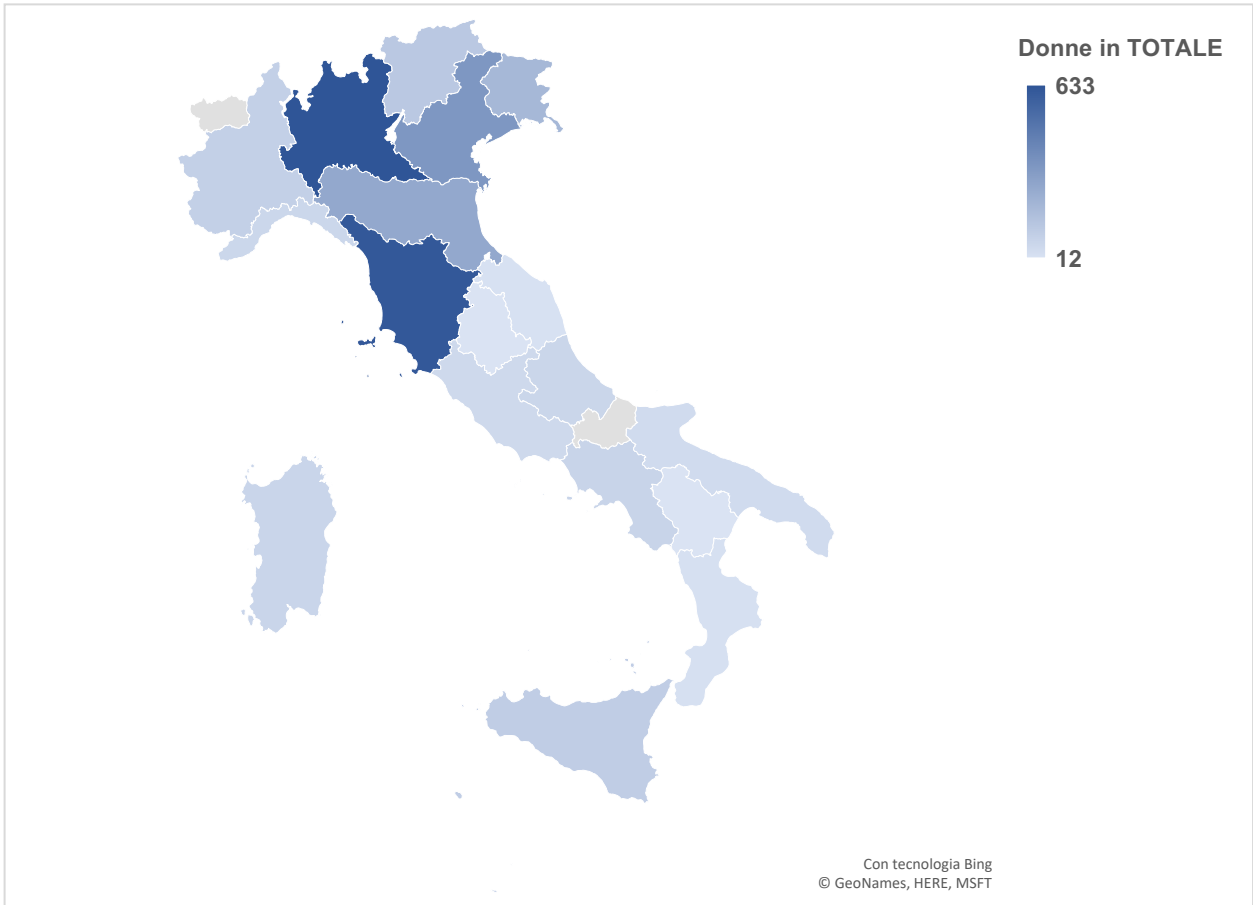 Donne in TOTALE
633
12
Con tecnologia Bing
© GeoNames, HERE, MSFT